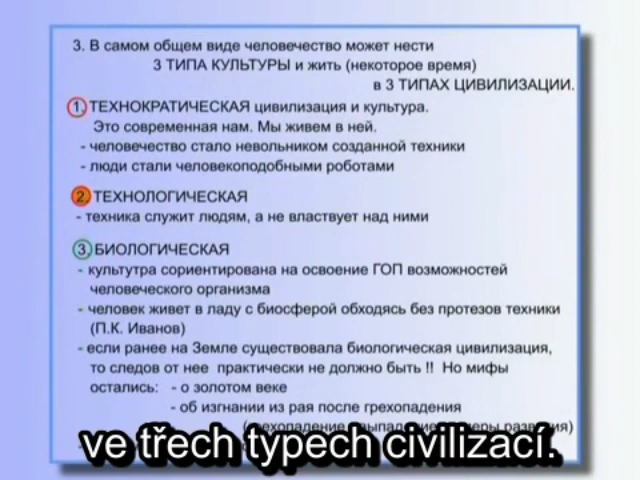 3. В самом общем виде человечество может нести
3 ТИПА КУЛЬТУРЫ и жить (некоторое время)
в 3 ТИПАХ ЦИВИЛИЗАЦИИ.
1. ТЕХНОКРАТИЧЕСКАЯ цивилизация и культура.
Это современная нам. Мы живем в ней.
- человечество стало невольником созданной техники
- люди стали человекоподобными роботами
2. ТЕХНОЛОГИЧЕСКАЯ
- техника служит людям, а не властвует над ними
3. БИОЛОГИЧЕСКАЯ
- культутра сориентирована на освоение ГОП возможностей
человеческого организма
- человек живет в ладу с биосферой обходясь без протезов техники
(П.К. Иванов)
- если ранее на Земле существовала биологическая цивилизация,
то следов от нее практически не должно быть !! Но мифы
остались: - о золотом веке
- об изгнании из рая после грехопадения
ve třech typech civilizací.